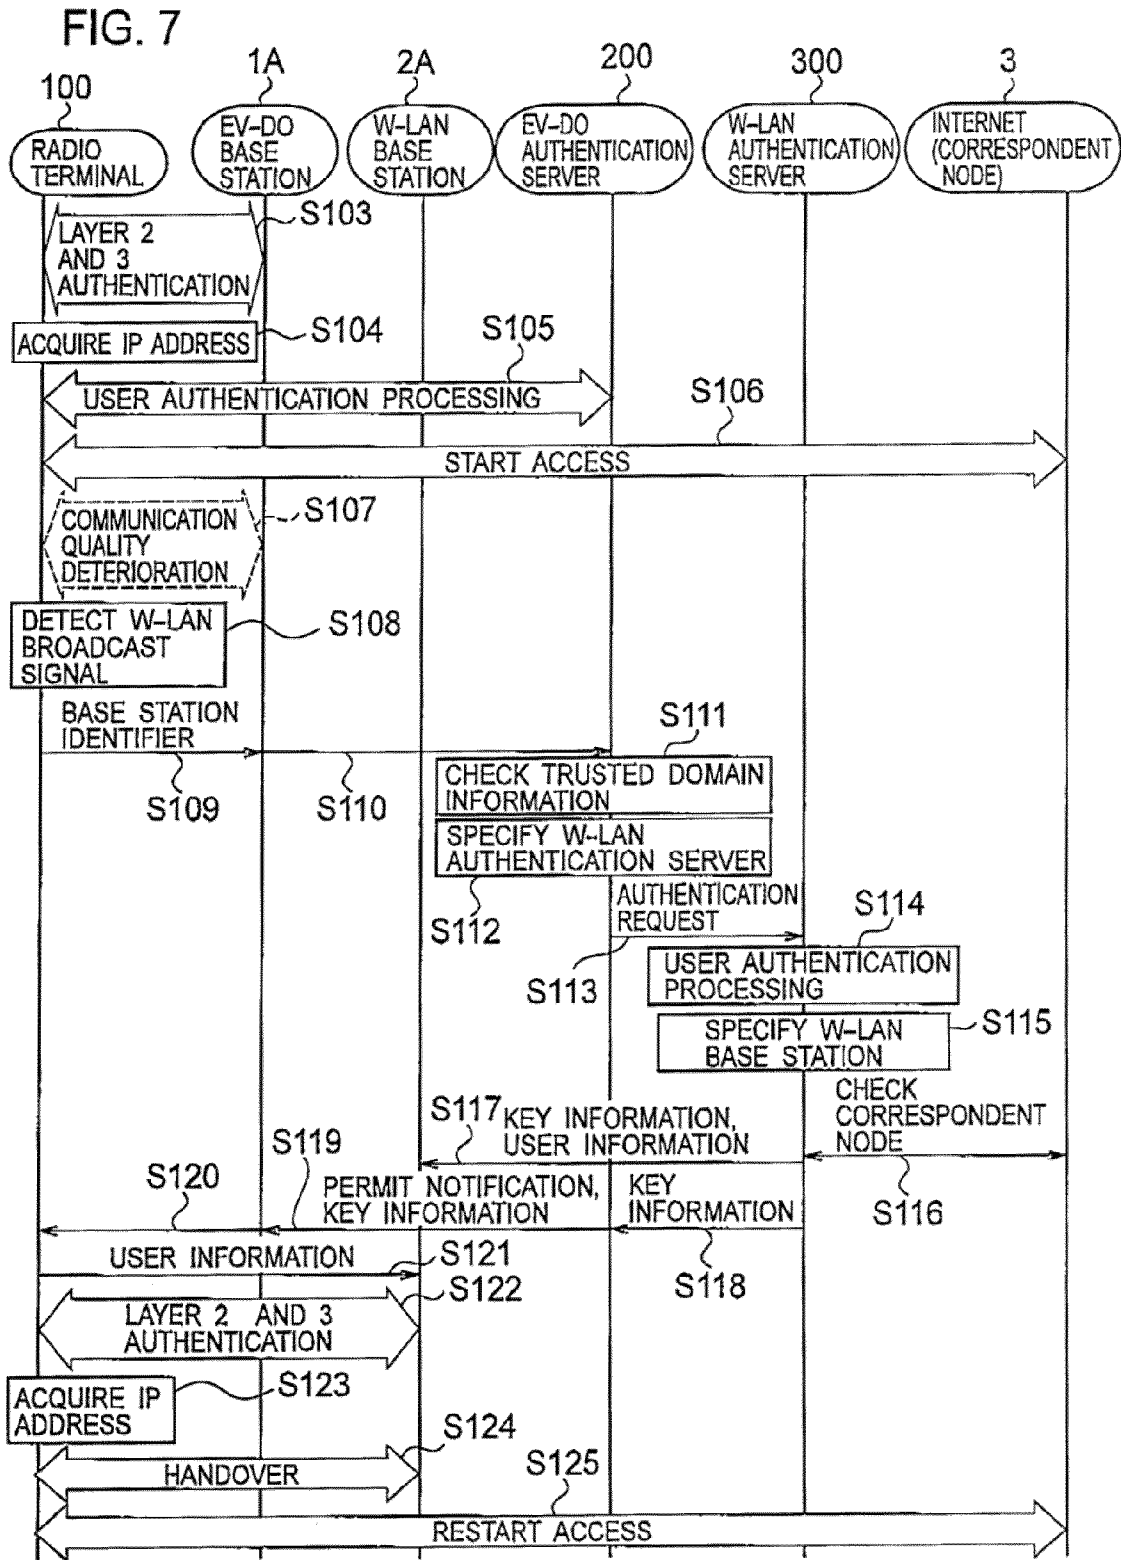 FIG. 7
100
1A
2A
200
300
3
RADIO
TERMINAL
EV-DO
BASE
STATION
W-LAN
BASE
STATION
EV-DO
AUTHENTICATION
SERVER
W-LAN
AUTHENTICATION
SERVER
INTERNET
(CORRESPONDENT
NODE)
S103
LAYER 2
AND 3
AUTHENTICATION
ACQUIRE IP ADDRESS
S104
S105
USER AUTHENTICATION PROCESSING
S106
START ACCESS
S107
COMMUNICATION
QUALITY
DETERIORATION
DETECT W-LAN
BROADCAST
SIGNAL
S108
BASE STATION
IDENTIFIER
S109
S110
S111
CHECK TRUSTED DOMAIN
INFORMATION
SPECIFY W-LAN
AUTHENTICATION SERVER
S112
AUTHENTICATION
REQUEST
S113
S114
USER AUTHENTICATION
PROCESSING
S115
SPECIFY W-LAN
BASE STATION
CHECK
CORRESPONDENT
NODE
S116
S117
KEY INFORMATION,
USER INFORMATION
S119
S120
PERMIT NOTIFICATION,
KEY INFORMATION
KEY
INFORMATION
S118
USER INFORMATION
S121
S122
LAYER 2 AND 3
AUTHENTICATION
ACQUIRE IP
ADDRESS
S123
S124
HANDOVER
S125
RESTART ACCESS